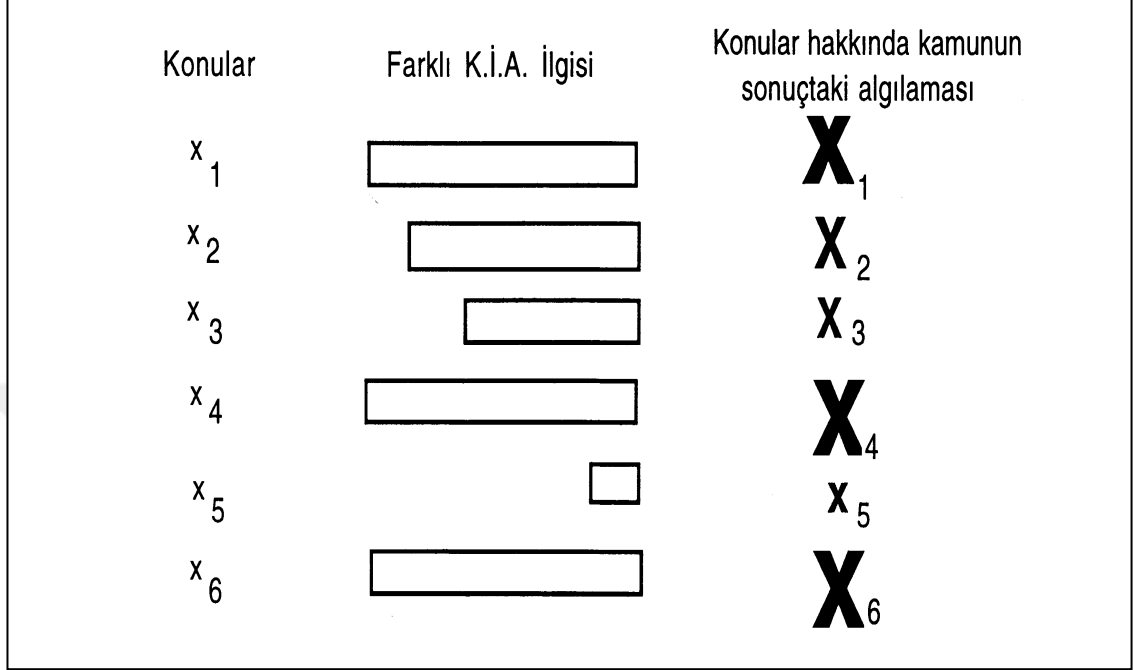 Konular Farklı K.İ.A. İlgisi Konular hakkında kamunun
sonuçtaki algılaması
x1 X1
x2 X2
x3 X3
x4 X4
x5 x5
x6 X6